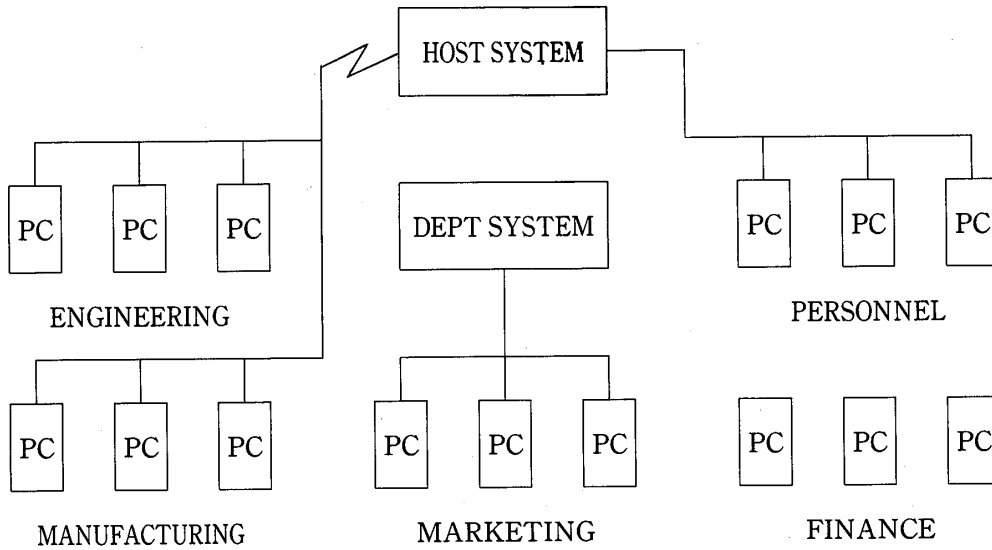 HOST SYSTEM
PC PC PC
DEPT SYSTEM
PC PC PC
ENGINEERING
PERSONNEL
PC PC PC
PC PC PC
PC PC PC
MANUFACTURING
MARKETING
FINANCE